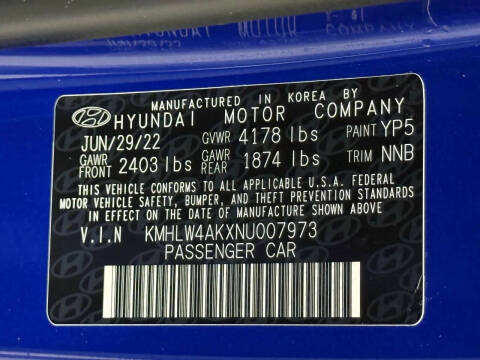 MANUFACTURED IN KOREA BY
HYUNDAI MOTOR COMPANY
JUN/29/22 GVWR 4178 lbs PAINT YP5
GAWR FRONT 2403 lbs GAWR REAR 1874 lbs TRIM NNB
THIS VEHICLE CONFORMS TO ALL APPLICABLE U.S.A. FEDERAL
MOTOR VEHICLE SAFETY, BUMPER, AND THEFT PREVENTION STANDARDS
IN EFFECT ON THE DATE OF MANUFACTURE SHOWN ABOVE.
V.I.N KMHLW4AKXNU007973
PASSENGER CAR